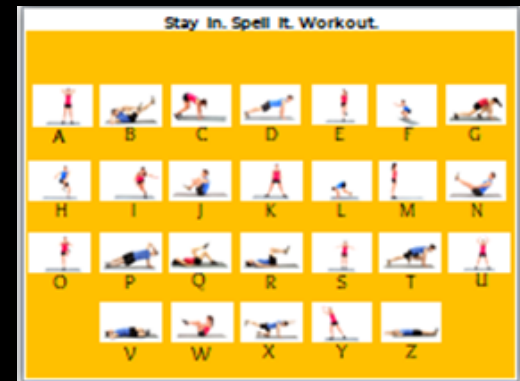 Stay In. Spell It. Workout.
A B C D E F G
H I J K L M N
O P Q R S T U
V W X Y Z